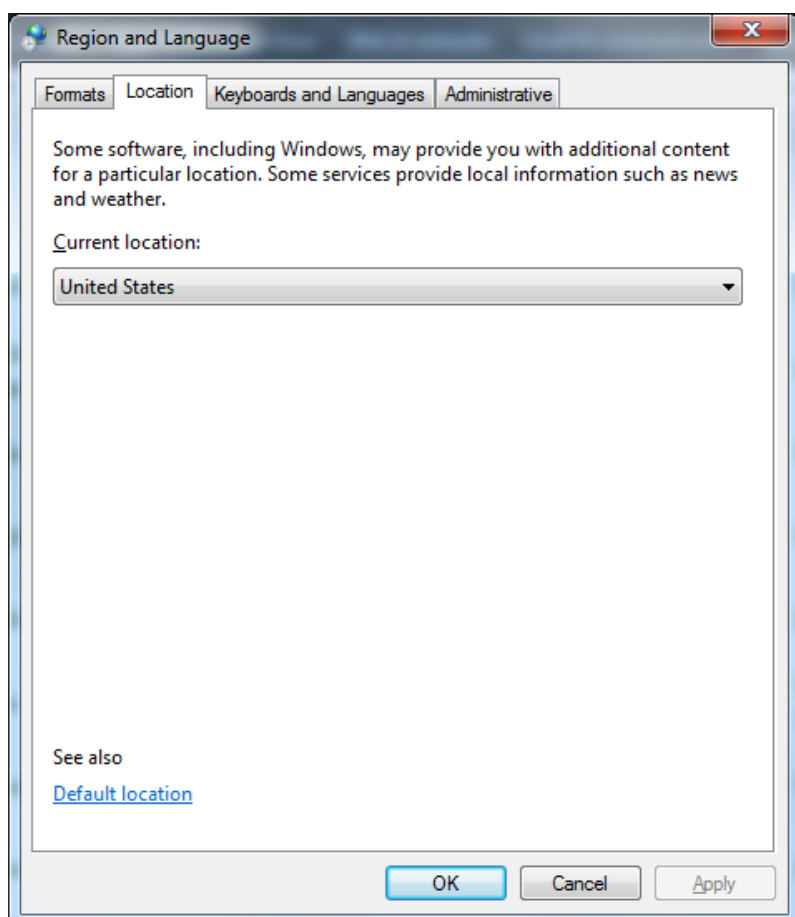 Region and Language
Formats Location Keyboards and Languages Administrative
Some software, including Windows, may provide you with additional content
for a particular location. Some services provide local information such as news
and weather.
Current location:
United States
See also
Default location
OK Cancel Apply